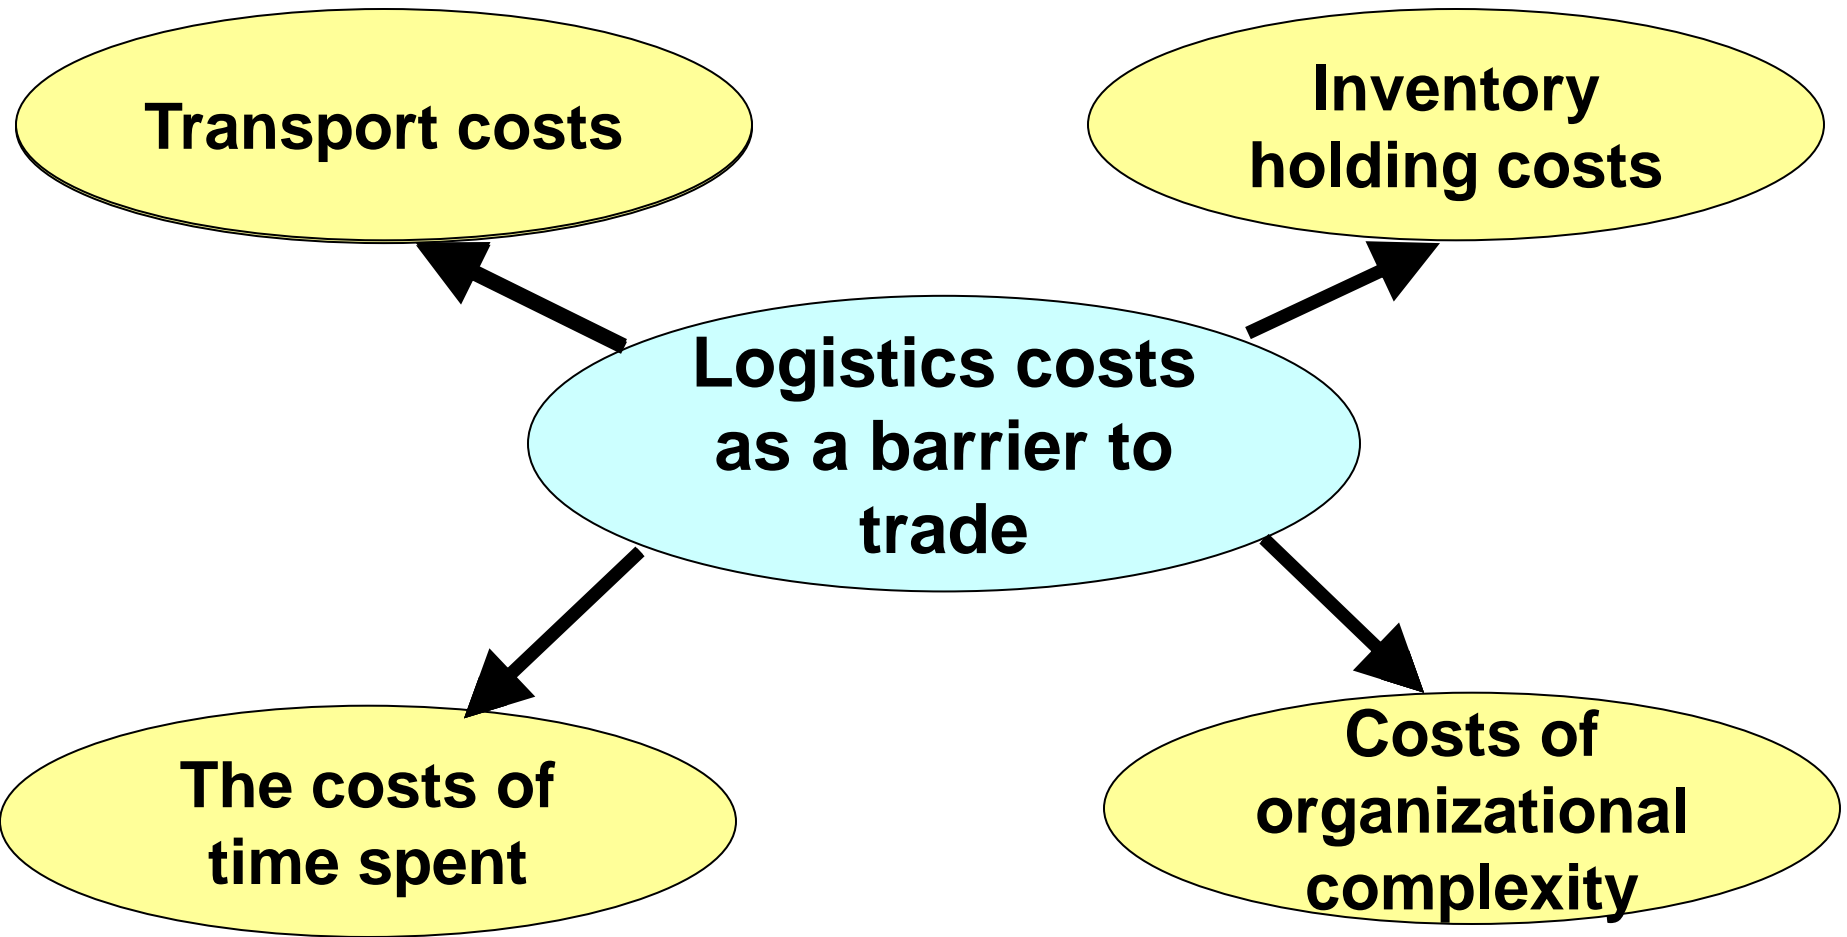 Transport costs
Inventory
holding costs
Logistics costs
as a barrier to
trade
The costs of
time spent
Costs of
organizational
complexity